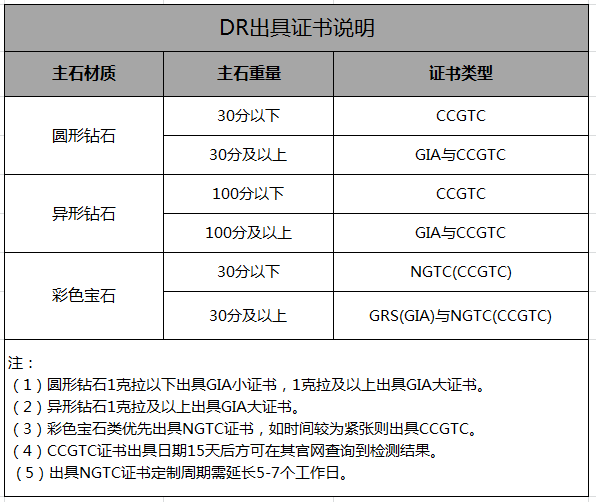 DR出具证书说明
主石材质 主石重量 证书类型
圆形钻石
30分以下 CCGTC
30分及以上 GIA与CCGTC
异形钻石
100分以下 CCGTC
100分及以上 GIA与CCGTC
彩色宝石
30分以下 NGTC(CCGTC)
30分及以上 GRS(GIA)与NGTC(CCGTC)
注：
（1）圆形钻石1克拉以下出具GIA小证书，1克拉及以上出具GIA大证书。
（2）异形钻石1克拉及以上出具GIA大证书。
（3）彩色宝石类优先出具NGTC证书，如时间较为紧张则出具CCGTC。
（4）CCGTC证书出具日期15天后方可在其官网查询到检测结果。
（5）出具NGTC证书定制周期需延长5-7个工作日。